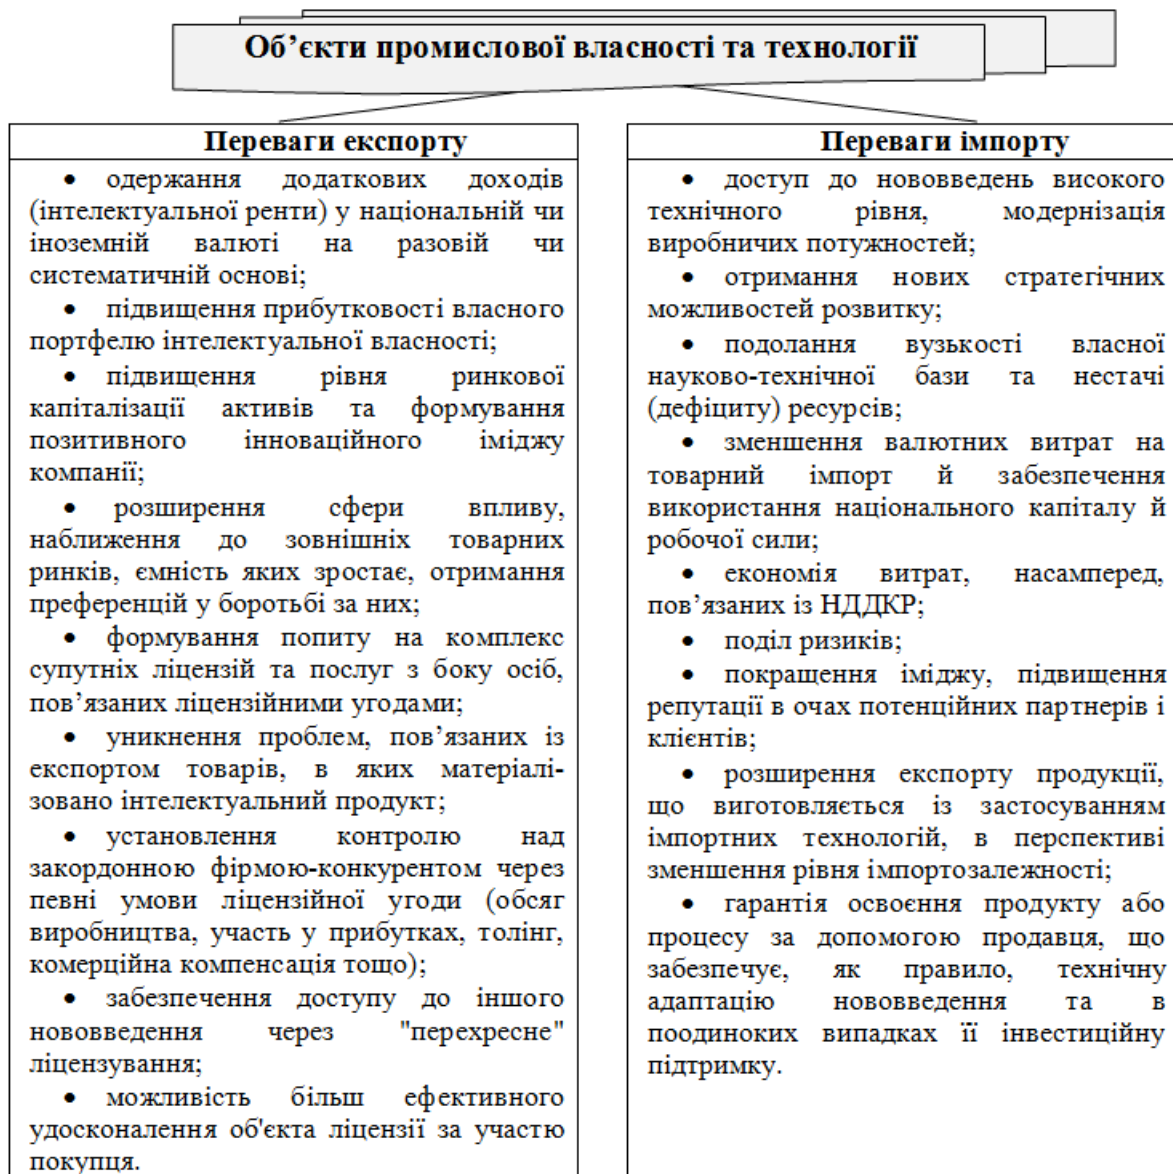 Об’єкти промислової власності та технології
Переваги експорту
• одержання додаткових доходів
(інтелектуальної ренти) у національній чи
іноземній валюті на разовій чи
систематичній основі;
• підвищення прибутковості власного
портфелю інтелектуальної власності;
• підвищення рівня ринкової
капіталізації активів та формування
позитивного інноваційного іміджу
компанії;
• розширення сфери впливу,
наближення до зовнішніх товарних
ринків, ємність яких зростає, отримання
преференцій у боротьбі за них;
• формування попиту на комплекс
супутніх ліцензій та послуг з боку осіб,
пов’язаних ліцензійними угодами;
• уникнення проблем, пов’язаних із
експортом товарів, в яких матеріалі-
зовано інтелектуальний продукт;
• установлення контролю над
закордонною фірмою-конкурентом через
певні умови ліцензійної угоди (обсяг
виробництва, участь у прибутках, толінг,
комерційна компенсація тощо);
• забезпечення доступу до іншого
нововведення через "перехресне"
ліцензування;
• можливість більш ефективного
удосконалення об'єкта ліцензії за участю
покупця.
Переваги імпорту
• доступ до нововведень високого
технічного рівня, модернізація
виробничих потужностей;
• отримання нових стратегічних
можливостей розвитку;
• подолання вузькості власної
науково-технічної бази та нестачі
(дефіциту) ресурсів;
• зменшення валютних витрат на
товарний імпорт й забезпечення
використання національного капіталу й
робочої сили;
• економія витрат, насамперед,
пов’язаних із НДДКР;
• поділ ризиків;
• покращення іміджу, підвищення
репутації в очах потенційних партнерів і
клієнтів;
• розширення експорту продукції,
що виготовляється із застосуванням
імпортних технологій, в перспективі
зменшення рівня імпортозалежності;
• гарантія освоєння продукту або
процесу за допомогою продавця, що
забезпечує, як правило, технічну
адаптацію нововведення та в
поодиноких випадках її інвестиційну
підтримку.